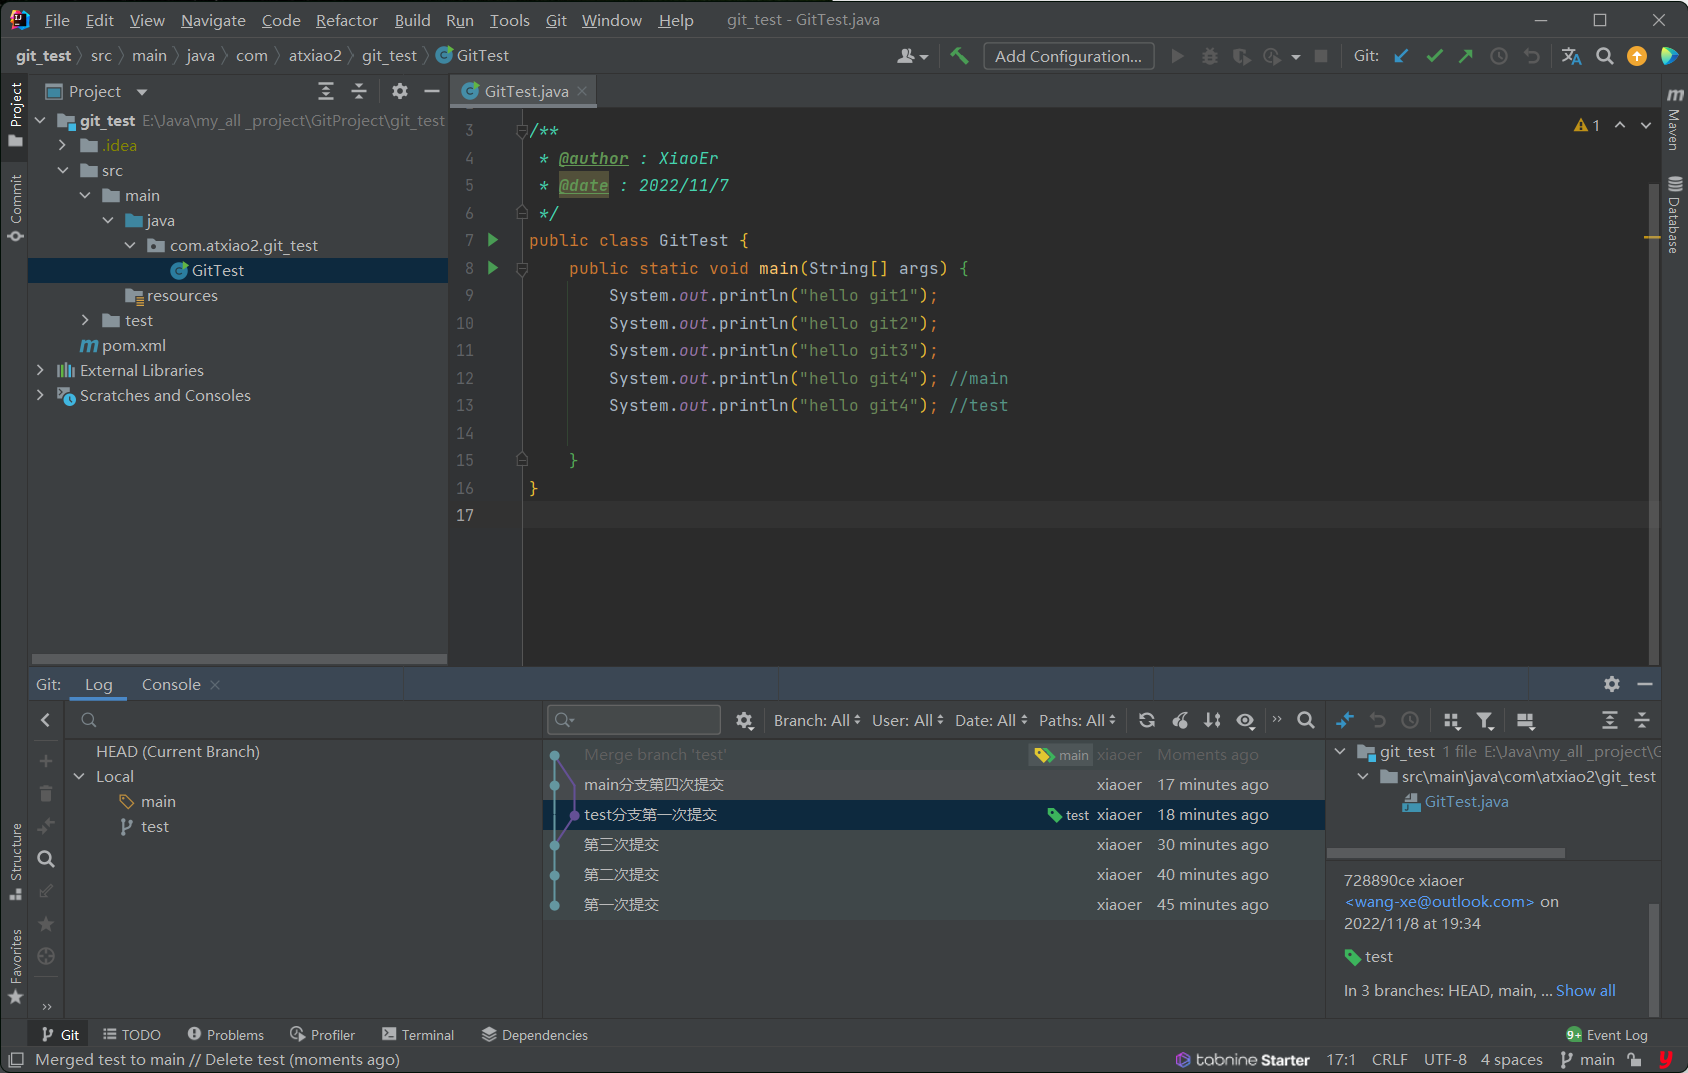 File Edit View Navigate Code Refactor Build Run Tools Git Window Help git_test - GitTest.java
git_test src main java com atxiao2 git_test GitTest Add Configuration... Git:
Project
GitTest.java
git_test E:\Java\my_all _project\GitProject\git_test
.idea
src
main
java
com.atxiao2.git_test
GitTest
resources
test
pom.xml
External Libraries
Scratches and Consoles
Project
Commit
Structure
Favorites
3 /**
4 * @author : XiaoEr
5 * @date : 2022/11/7
6 */
7 public class GitTest {
8 public static void main(String[] args) {
9 System.out.println("hello git1");
10 System.out.println("hello git2");
11 System.out.println("hello git3");
12 System.out.println("hello git4"); //main
13 System.out.println("hello git4"); //test
14
15 }
16 }
17
1
Maven
Database
Git: Log Console
HEAD (Current Branch)
Local
main
test
Branch: All User: All Date: All Paths: All
Merge branch 'test' main xiaoer Moments ago
main分支第四次提交 xiaoer 17 minutes ago
test分支第一次提交 test xiaoer 18 minutes ago
第三次提交 xiaoer 30 minutes ago
第二次提交 xiaoer 40 minutes ago
第一次提交 xiaoer 45 minutes ago
git_test 1 file E:\Java\my_all _project\G
src\main\java\com\atxiao2\git_test
GitTest.java
728890ce xiaoer
<wang-xe@outlook.com> on
2022/11/8 at 19:34
test
In 3 branches: HEAD, main, ... Show all
Git TODO Problems Profiler Terminal Dependencies 9+ Event Log
Merged test to main // Delete test (moments ago) tabnine Starter 17:1 CRLF UTF-8 4 spaces main